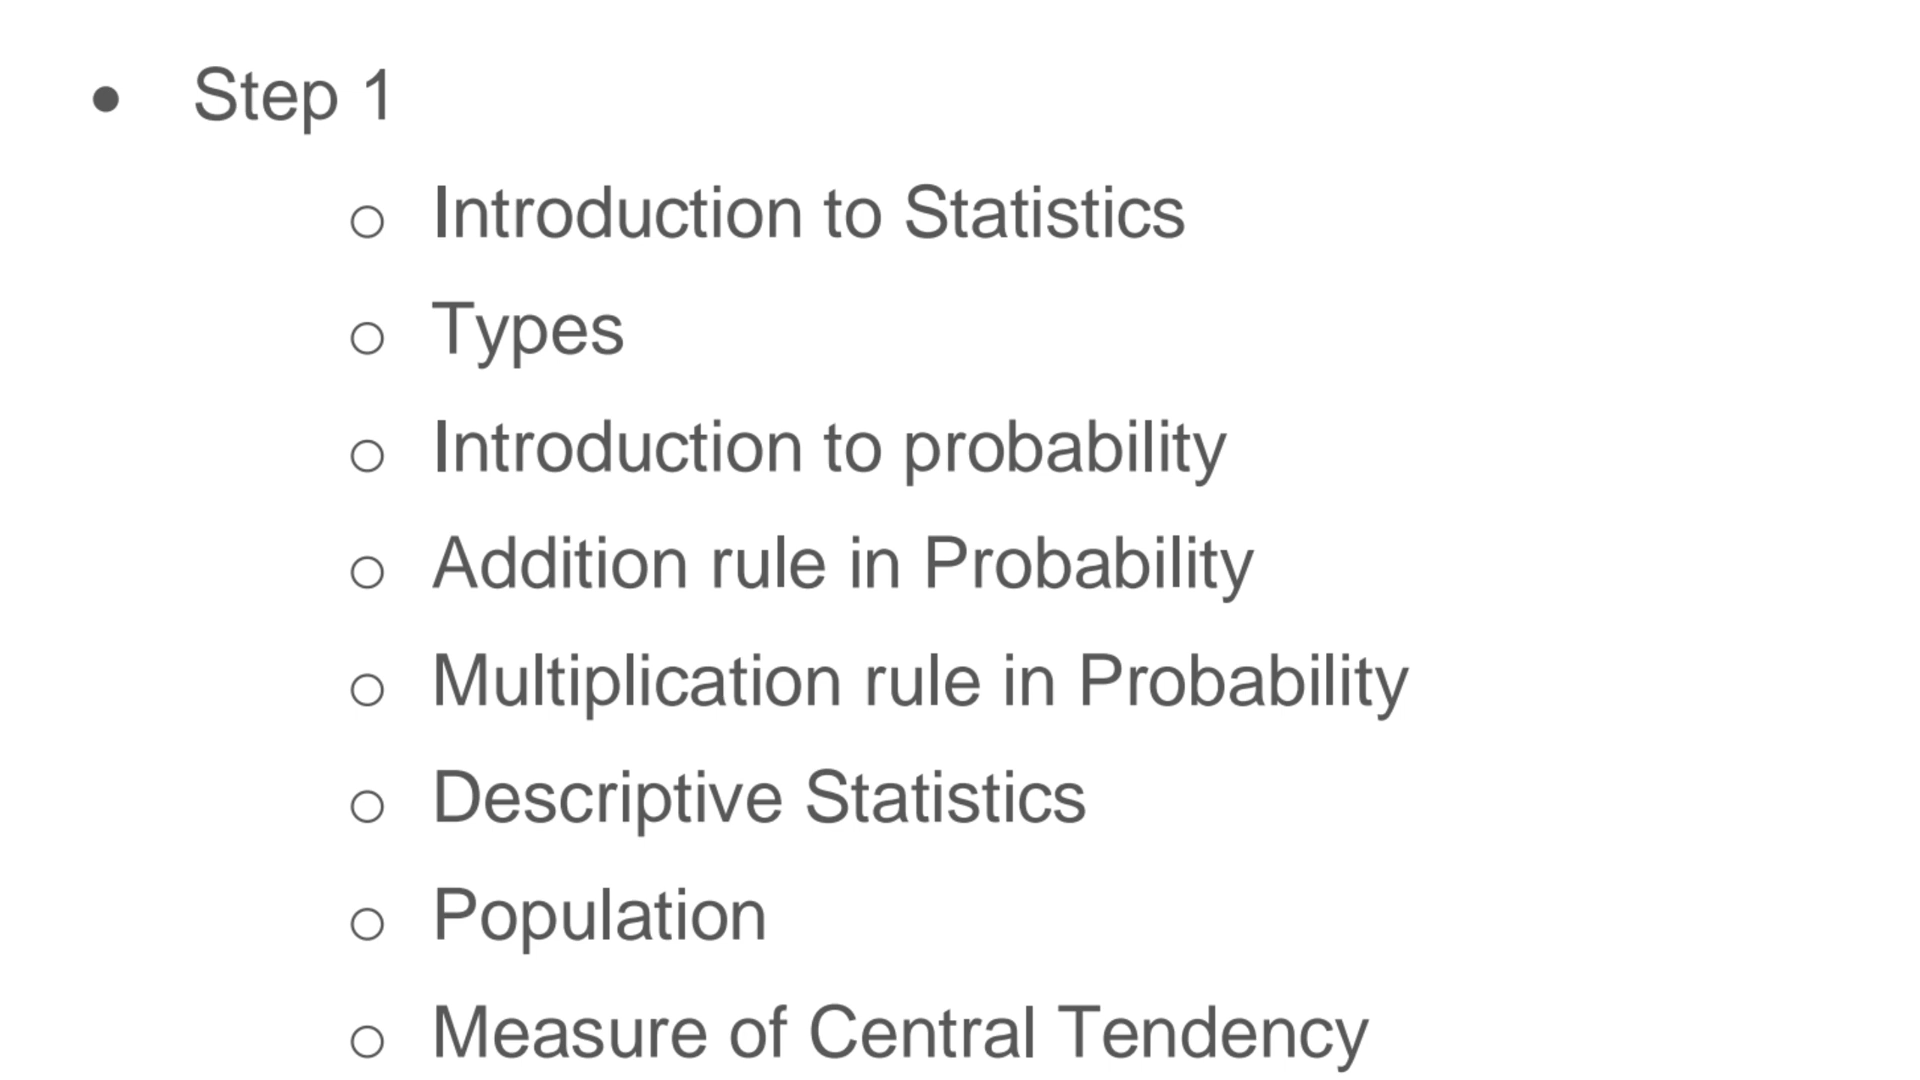 ● Step 1
○ Introduction to Statistics
○ Types
○ Introduction to probability
○ Addition rule in Probability
○ Multiplication rule in Probability
○ Descriptive Statistics
○ Population
○ Measure of Central Tendency